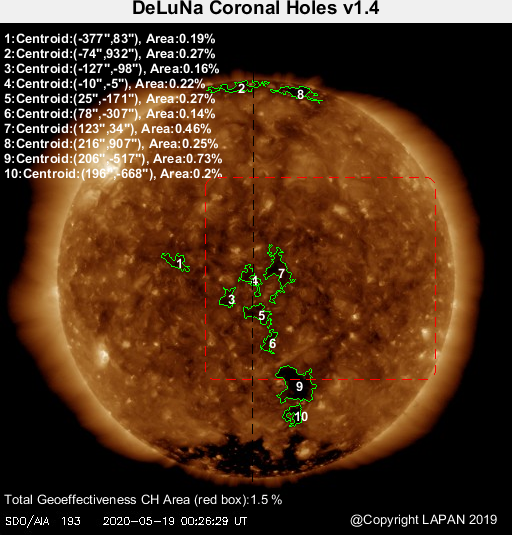 DeLuNa Coronal Holes v1.4
1:Centroid:(-377",83"), Area:0.19%
2:Centroid:(-74",932"), Area:0.27%
3:Centroid:(-127",-98"), Area:0.16%
4:Centroid:(-10",-5"), Area:0.22%
5:Centroid:(25",-171"), Area:0.27%
6:Centroid:(78",-307"), Area:0.14%
7:Centroid:(123",34"), Area:0.46%
8:Centroid:(216",907"), Area:0.25%
9:Centroid:(206",-517"), Area:0.73%
10:Centroid:(196",-668"), Area:0.2%
2
8
1
4
7
3
5
6
9
10
Total Geoeffectiveness CH Area (red box):1.5 %
SDO/AIA 193 2020-05-19 00:26:29 UT
@Copyright LAPAN 2019